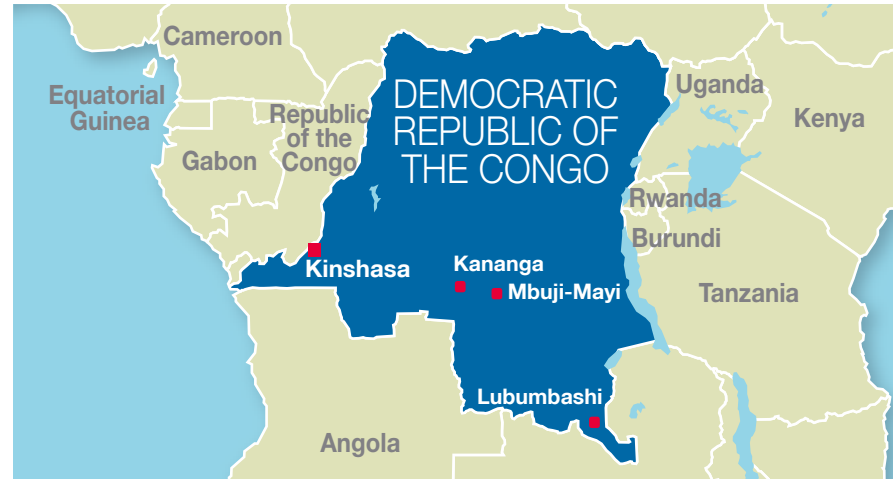 Cameroon
Equatorial
Guinea
Gabon
Republic
of the
Congo
DEMOCRATIC
REPUBLIC OF
THE CONGO
Uganda
Kenya
Rwanda
Burundi
Kinshasa
Kananga
Mbuji-Mayi
Tanzania
Lubumbashi
Angola